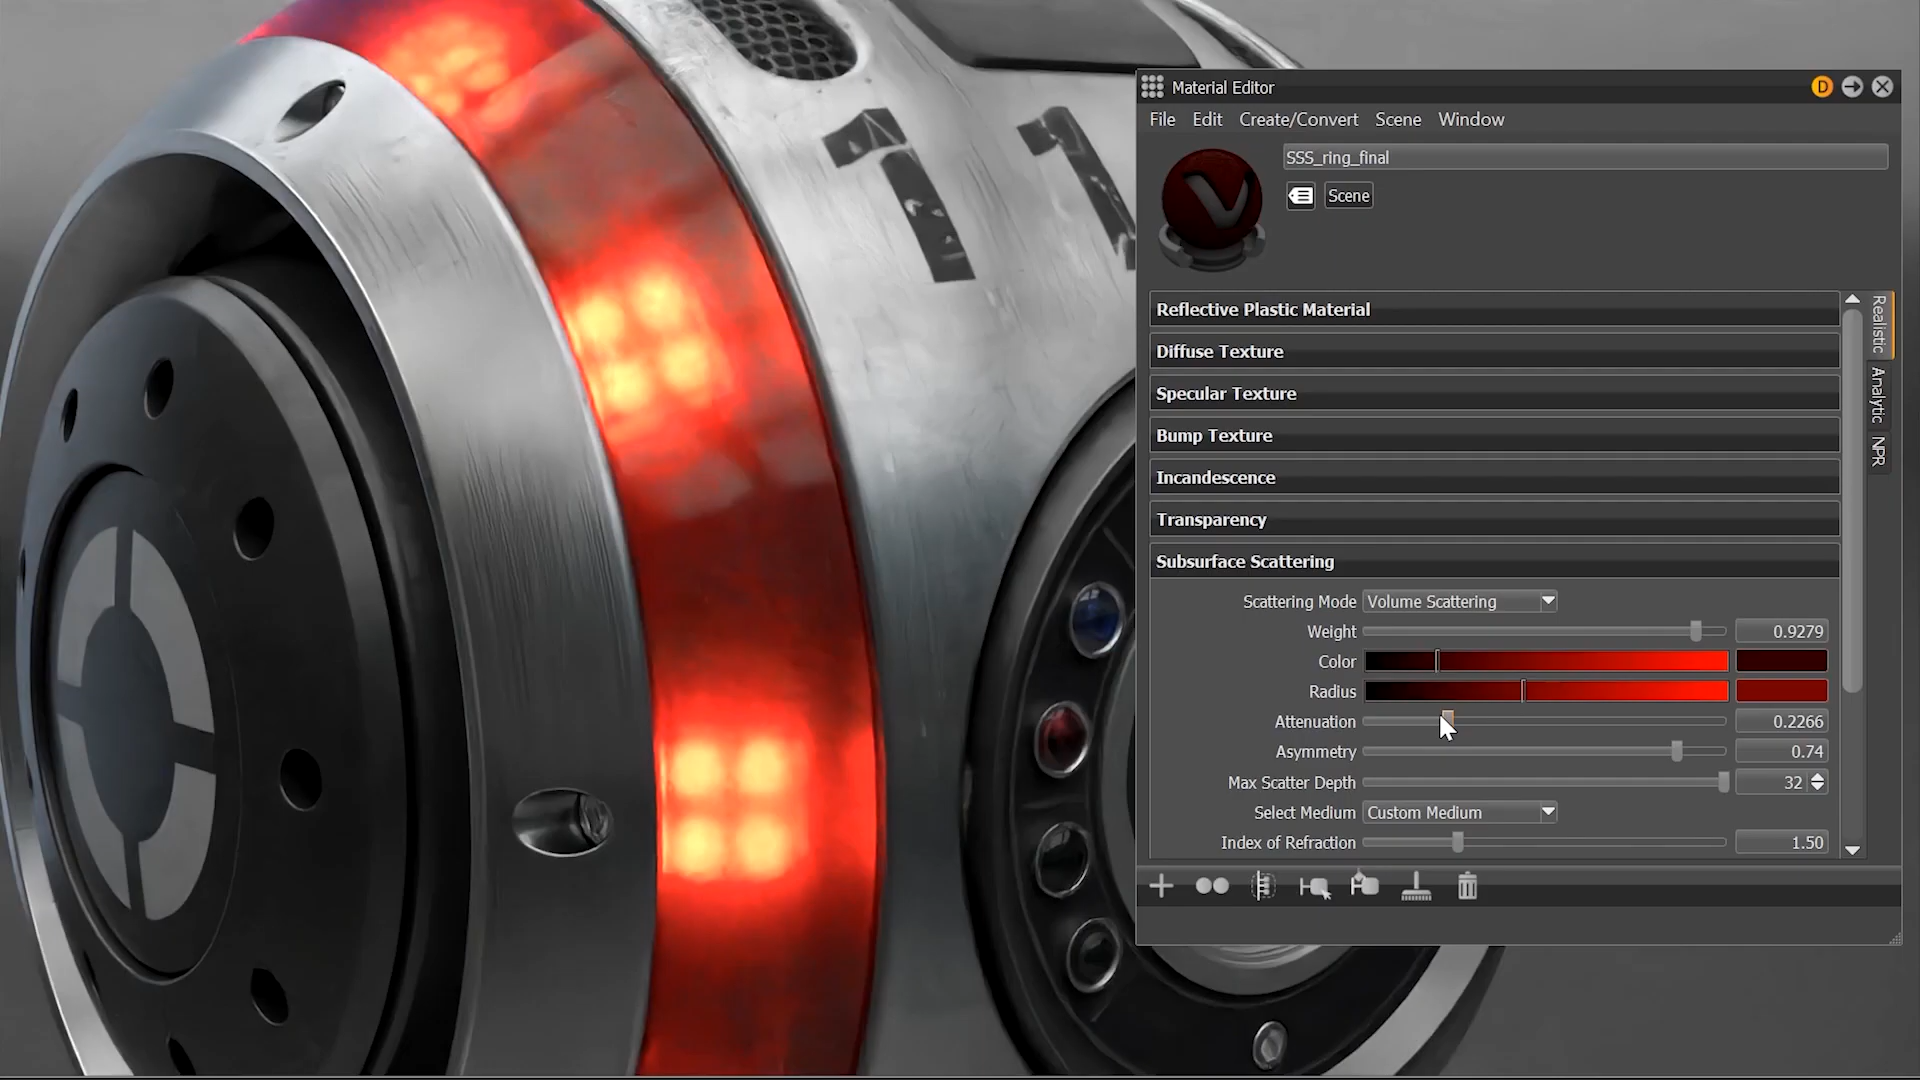 11
Material Editor
D
File Edit Create/Convert Scene Window
SSS_ring_final
Scene
Reflective Plastic Material
Diffuse Texture
Specular Texture
Bump Texture
Incandescence
Transparency
Subsurface Scattering
Scattering Mode Volume Scattering
Weight 0.9279
Color
Radius
Attenuation 0.2266
Asymmetry 0.74
Max Scatter Depth 32
Select Medium Custom Medium
Index of Refraction 1.50
Realistic
Analytic
NPR